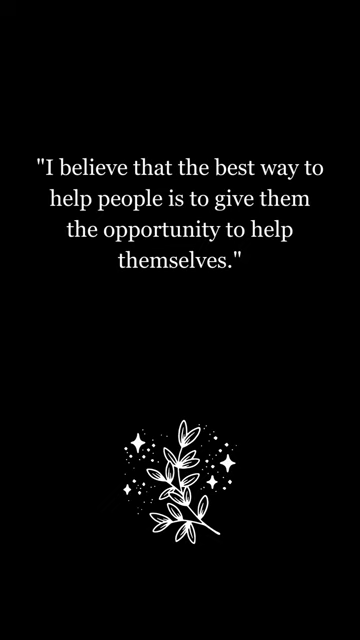 "I believe that the best way to
help people is to give them
the opportunity to help
themselves."